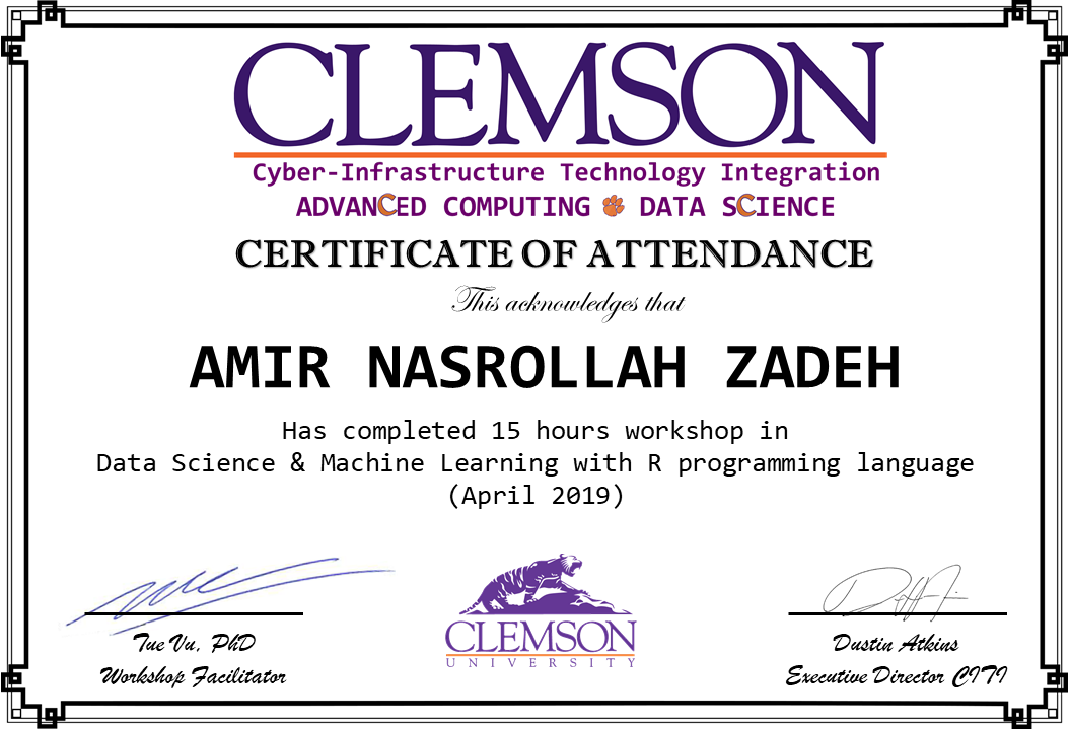 CLEMSON
Cyber-Infrastructure Technology Integration
ADVANCED COMPUTING DATA SCIENCE
CERTIFICATE OF ATTENDANCE
This acknowledges that
AMIR NASROLLAH ZADEH
Has completed 15 hours workshop in
Data Science & Machine Learning with R programming language
(April 2019)
CLEMSON
UNIVERSITY
Tue Vu, PhD
Workshop Facilitator
Dustin Atkins
Executive Director CITI